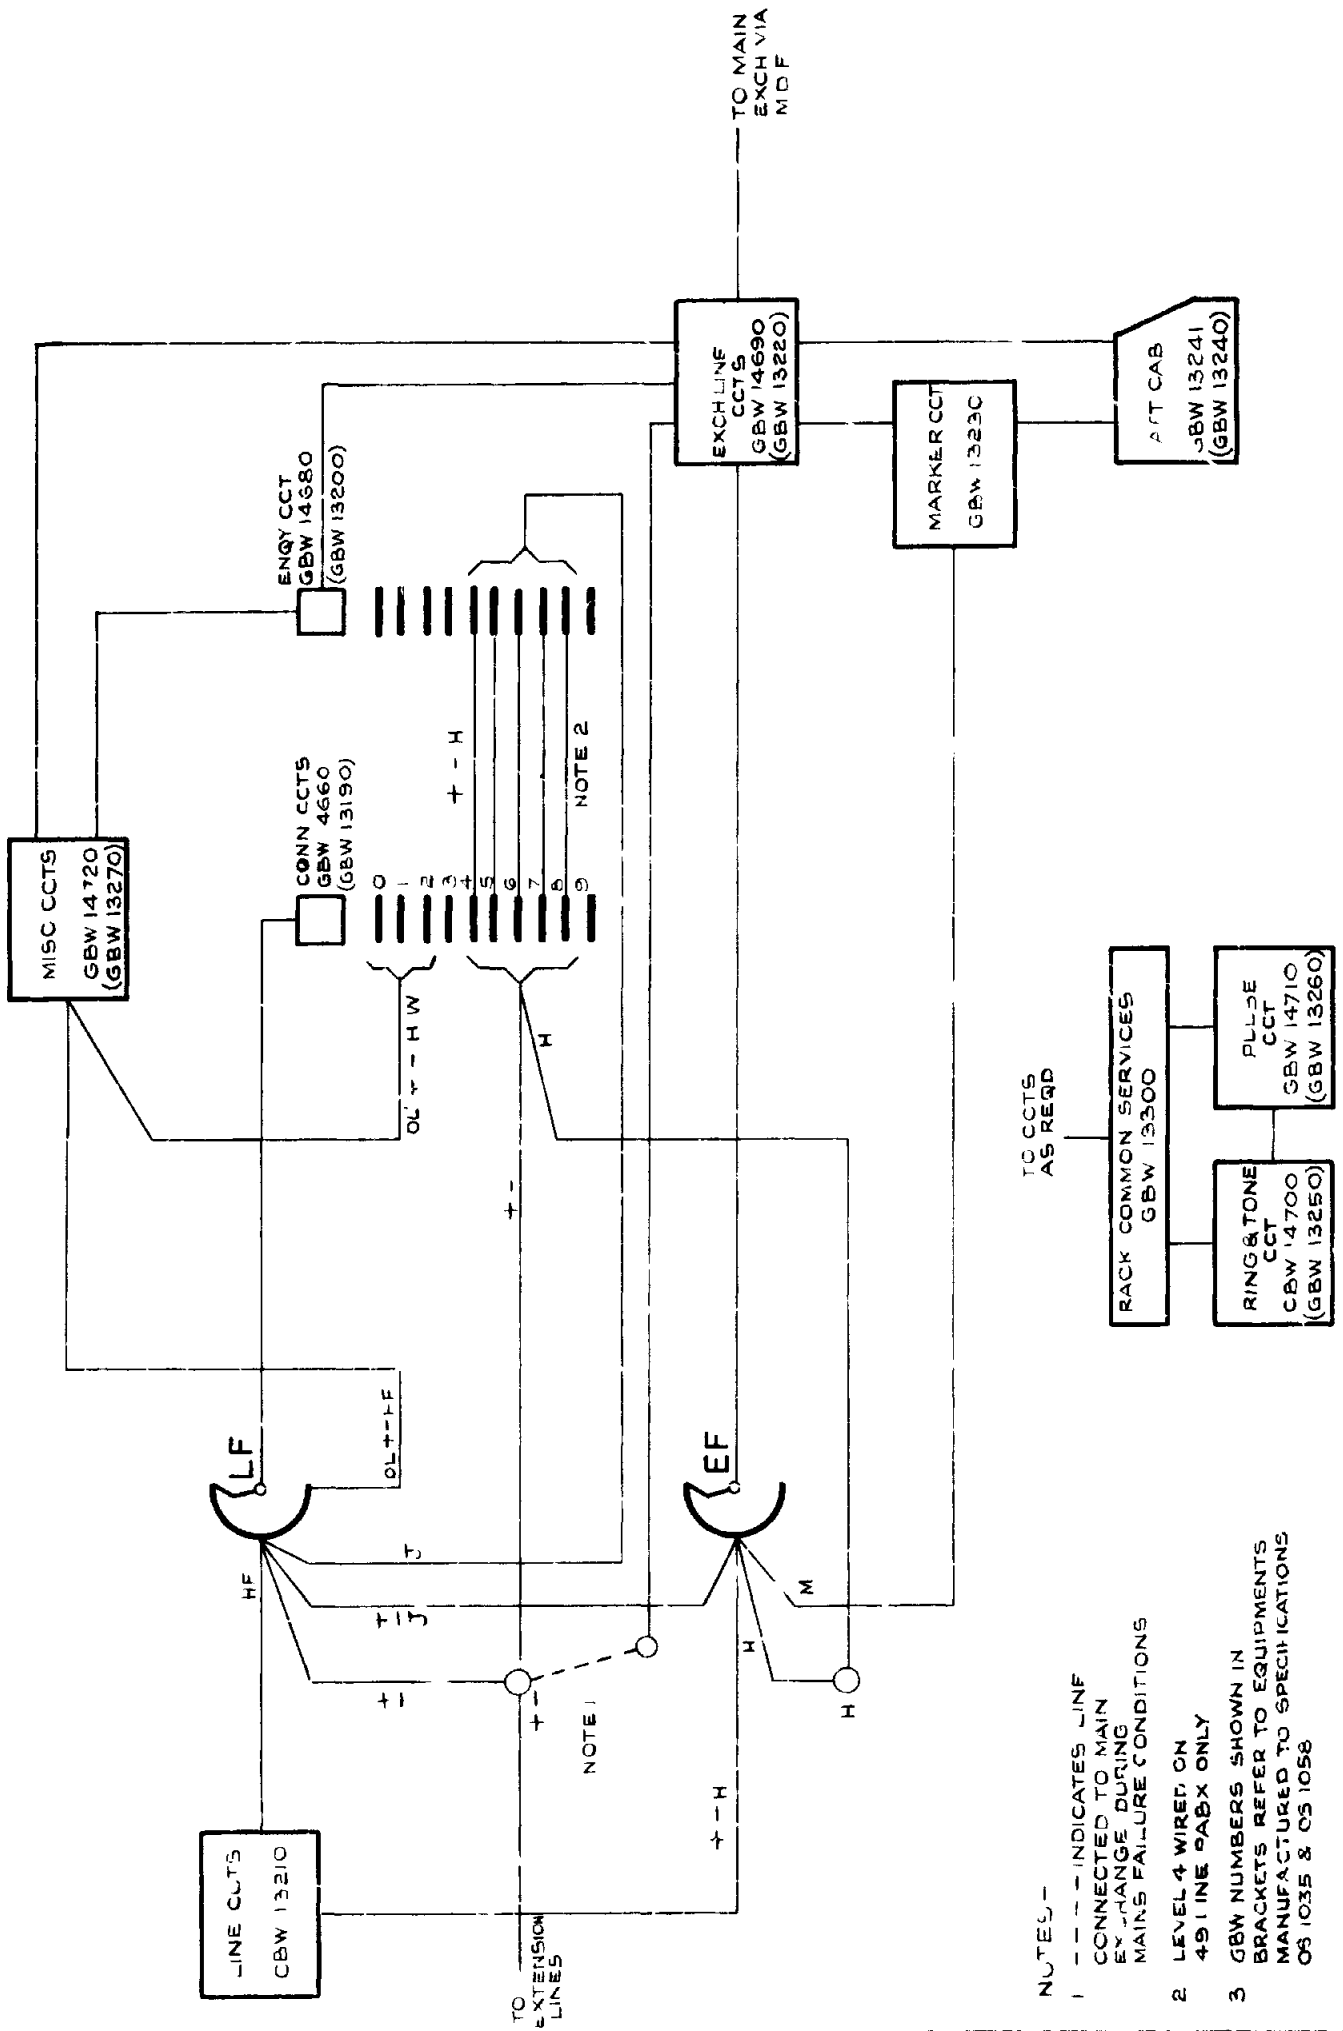 MISC CCTS
GBW 14720
(GBW 13270)
ENQY CCT
GBW 14680
(GBW 13200)
CONN CCTS
GBW 4660
(GBW 13190)
0
1
2
3
4
5
6
7
8
9
+ - H
NOTE 2
OL + - H W
H
+ -
LF
OL + - HF
HF
J
+ - J
+ -
+ -
NOTE 1
LINE CCTS
GBW 13210
TO
EXTENSION
LINES
+ - H
EF
M
H
H
EXCH LINE
CCTS
GBW 14690
(GBW 13220)
TO MAIN
EXCH VIA
MDF
MARKER CCT
GBW 13230
A/T CAB
GBW 13241
(GBW 13240)
TO CCTS
AS REQD
RACK COMMON SERVICES
GBW 13300
RING & TONE
CCT
GBW 14700
(GBW 13250)
PULSE
CCT
GBW 14710
(GBW 13260)
NOTES -
1 - - - - INDICATES LINE
CONNECTED TO MAIN
EXCHANGE DURING
MAINS FAILURE CONDITIONS
2 LEVEL 4 WIRED ON
49 LINE PABX ONLY
3 GBW NUMBERS SHOWN IN
BRACKETS REFER TO EQUIPMENTS
MANUFACTURED TO SPECIFICATIONS
OS 1035 & OS 1058